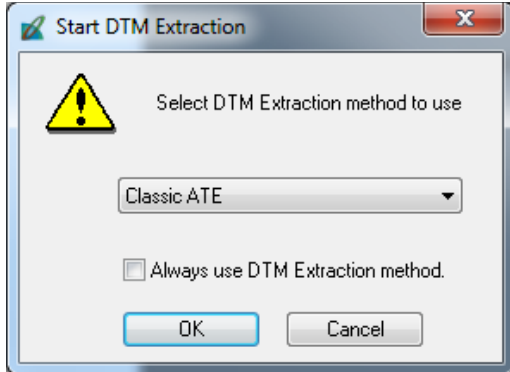 Start DTM Extraction
Select DTM Extraction method to use
Classic ATE
Always use DTM Extraction method.
OK
Cancel